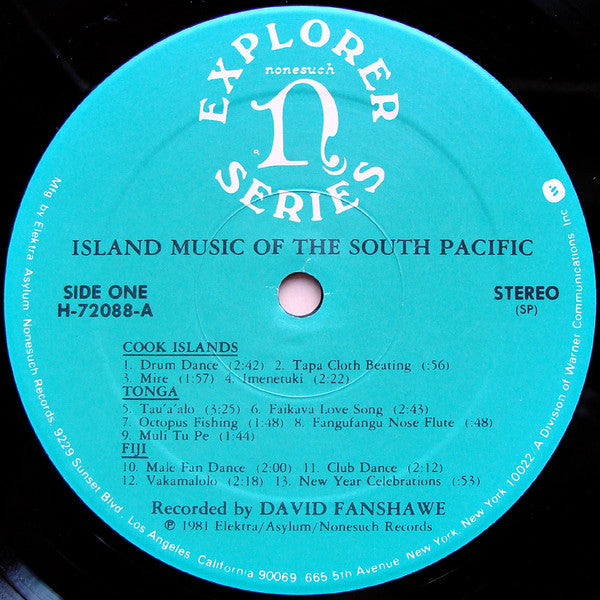 EXPLORER
nonesuch
n
R
SERIES
ISLAND MUSIC OF THE SOUTH PACIFIC
SIDE ONE
H-72088-A
STEREO
(SP)
COOK ISLANDS
1. Drum Dance (2:42) 2. Tapa Cloth Beating (:56)
3. Mire (1:57) 4. Imenetuki (2:22)
TONGA
5. Tau'a'alo (3:25) 6. Faikava Love Song (2:43)
7. Octopus Fishing (1:48) 8. Fangufangu Nose Flute (:48)
9. Muli Tu Pe (1:44)
FIJI
10. Male Fan Dance (2:00) 11. Club Dance (2:12)
12. Vakamalolo (2:18) 13. New Year Celebrations (:53)
Recorded by DAVID FANSHAWE
℗ 1981 Elektra/Asylum/Nonesuch Records
Mfg by Elektra Asylum Nonesuch Records, 9229 Sunset Blvd, Los Angeles, California 90069 665 5th Avenue, New York, New York 10022 A Division of Warner Communications Inc